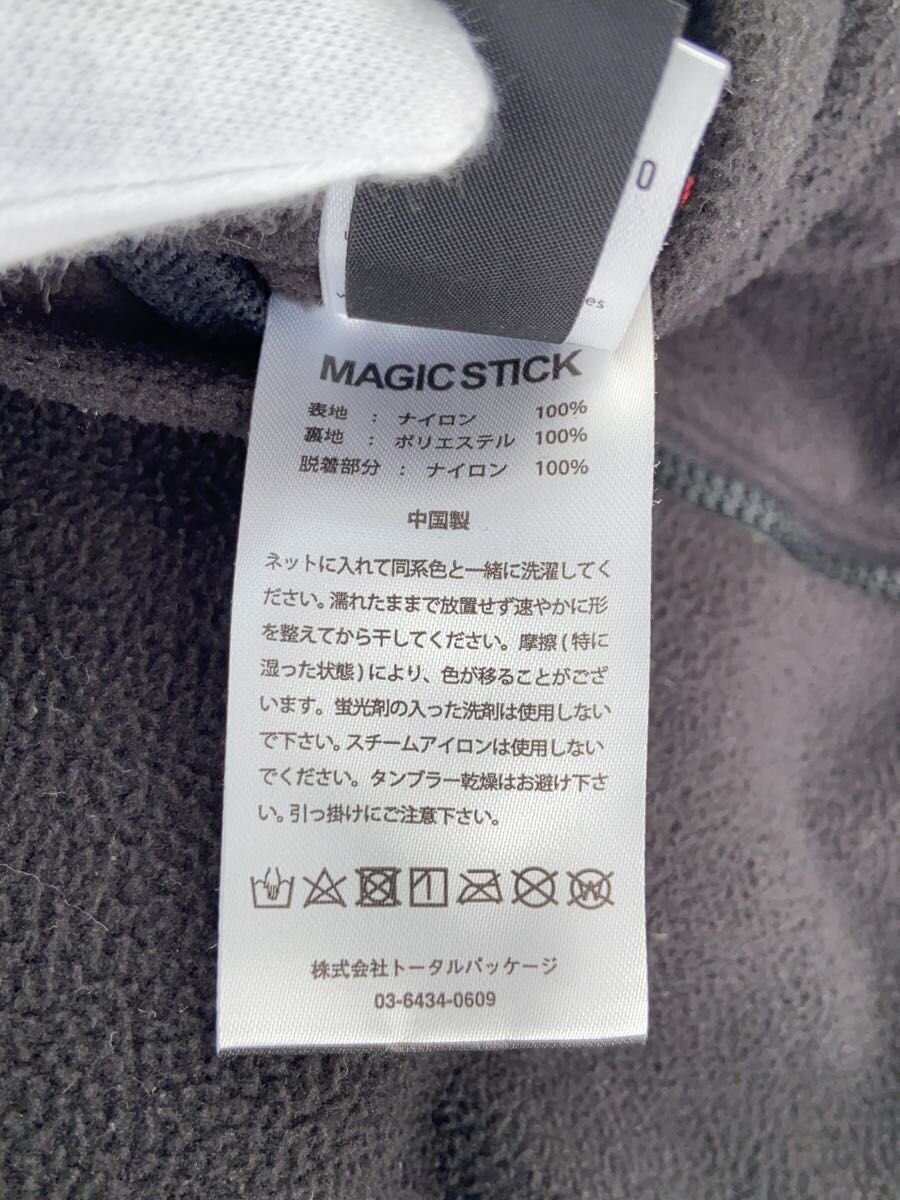 0
es
MAGIC STICK
表地 : ナイロン 100%
裏地 : ポリエステル 100%
脱着部分 : ナイロン 100%
中国製
ネットに入れて同系色と一緒に洗濯してく
ださい。濡れたままで放置せず速やかに形
を整えてから干してください。摩擦(特に
湿った状態)により、色が移ることがござ
います。蛍光剤の入った洗剤は使用しない
で下さい。スチームアイロンは使用しない
でください。タンブラー乾燥はお避け下さ
い。引っ掛けにご注意下さい。
W
株式会社トータルパッケージ
03-6434-0609